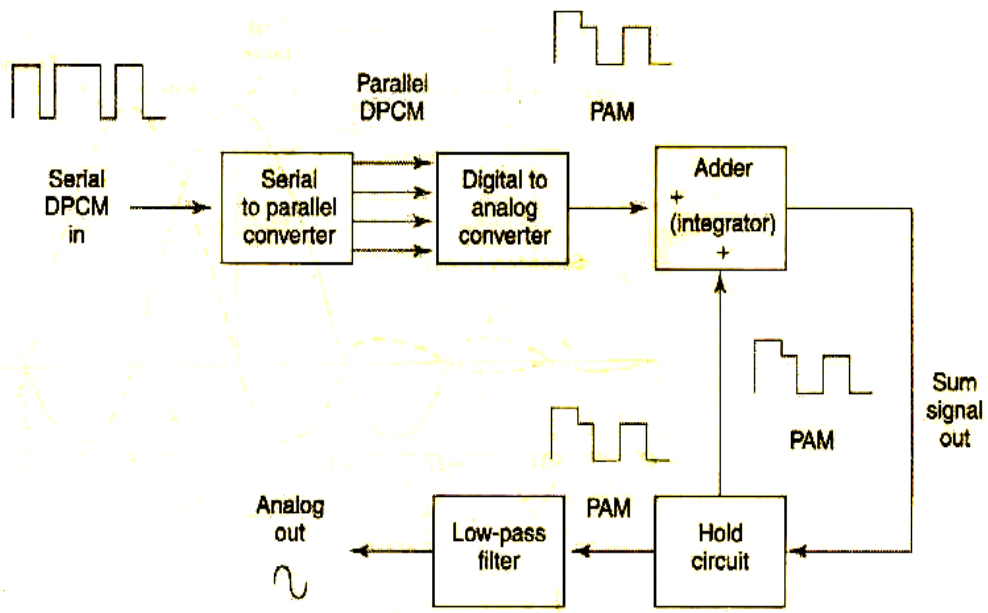 Parallel
DPCM
PAM
Serial
DPCM
in
Serial
to parallel
converter
Digital to
analog
converter
Adder
+
(integrator)
+
Sum
signal
out
PAM
PAM
Analog
out
Low-pass
filter
Hold
circuit